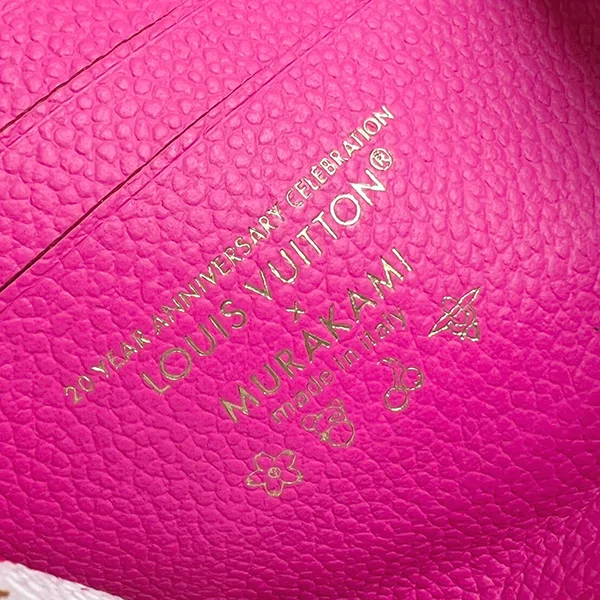 20 YEAR ANNIVERSARY CELEBRATION
LOUIS VUITTON®
×
MURAKAMI
made in italy